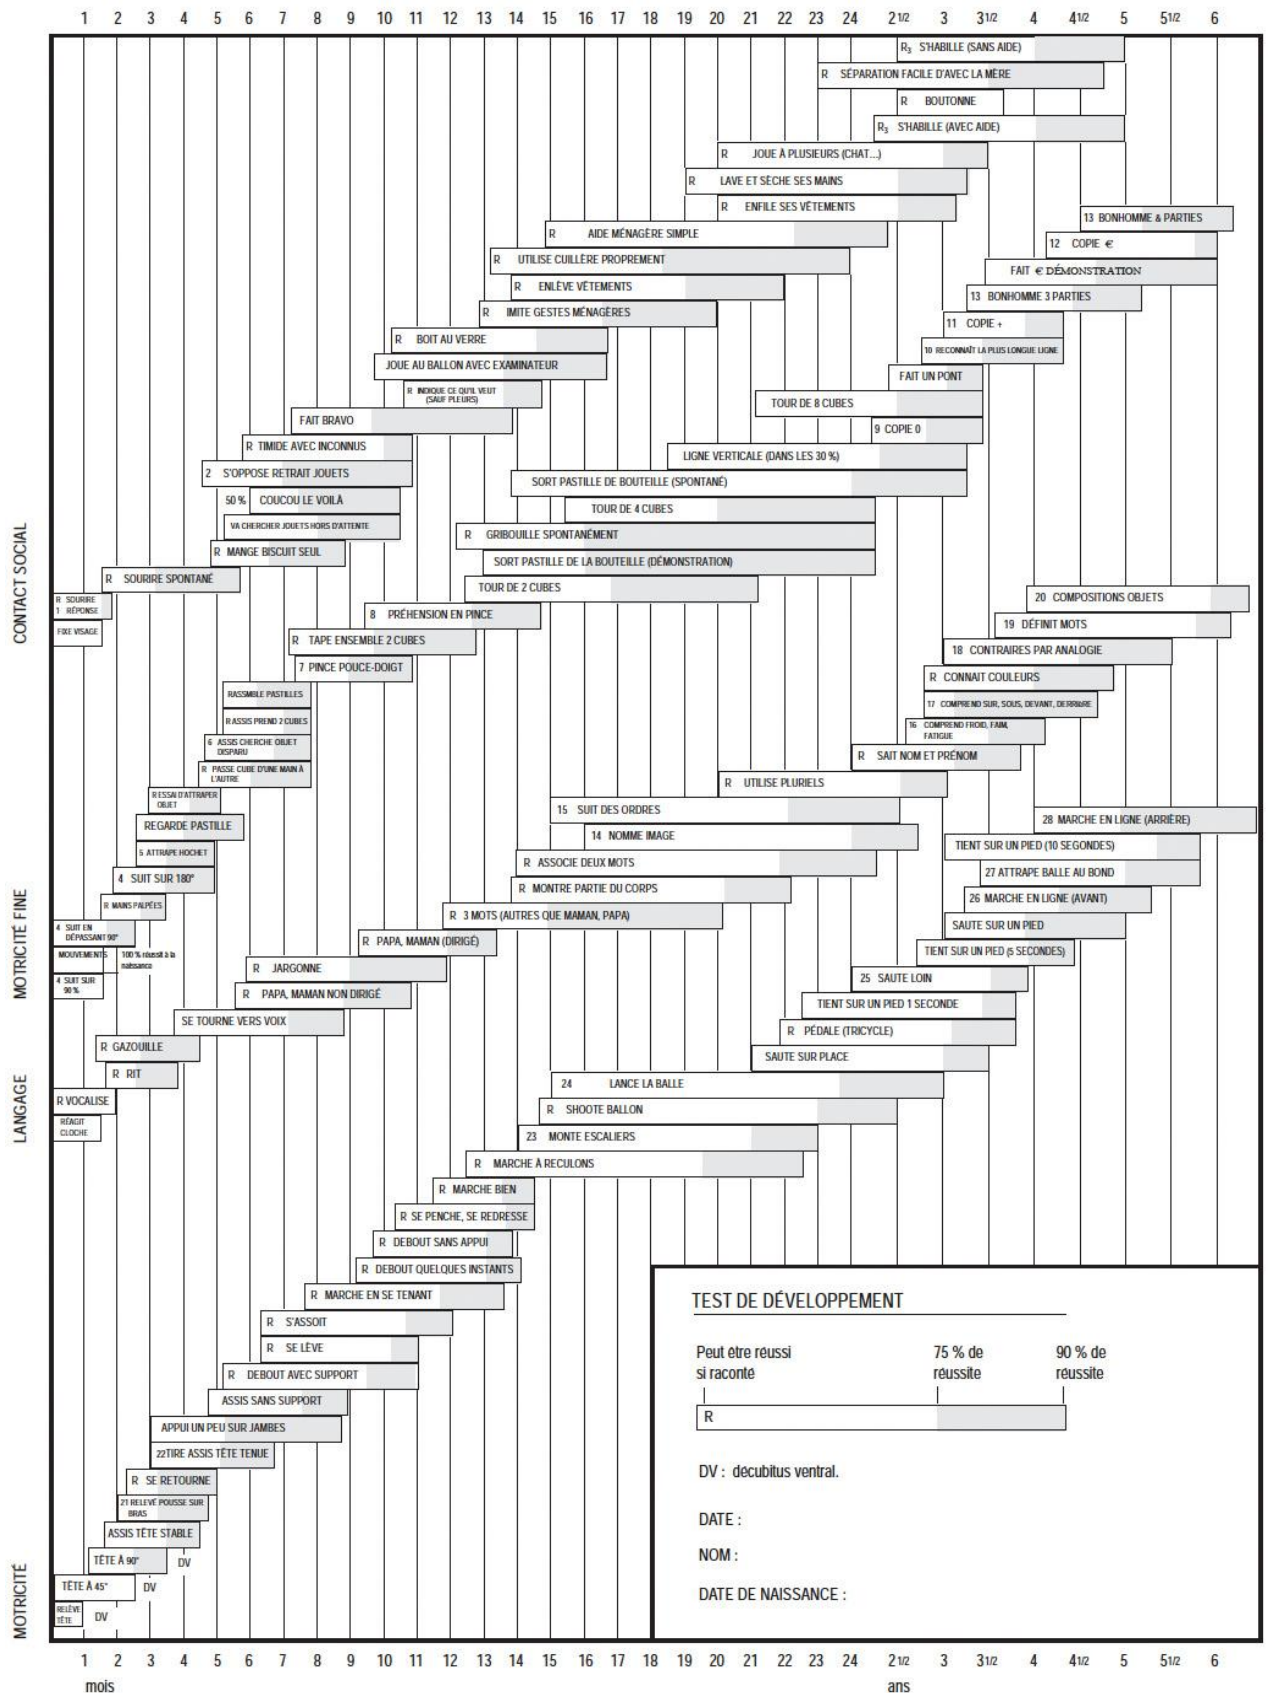 1 2 3 4 5 6 7 8 9 10 11 12 13 14 15 16 17 18 19 20 21 22 23 24 21/2 3 31/2 4 41/2 5 51/2 6
R3 S'HABILLE (SANS AIDE)
R SÉPARATION FACILE D'AVEC LA MÈRE
R BOUTONNE
R3 S'HABILLE (AVEC AIDE)
R JOUE À PLUSIEURS (CHAT...)
R LAVE ET SÈCHE SES MAINS
R ENFILE SES VÊTEMENTS
13 BONHOMME & PARTIES
R AIDE MÉNAGÈRE SIMPLE
12 COPIE €
R UTILISE CUILLÈRE PROPREMENT
FAIT € DÉMONSTRATION
R ENLÈVE VÊTEMENTS
13 BONHOMME 3 PARTIES
R IMITE GESTES MÉNAGÈRES
11 COPIE +
R BOIT AU VERRE
10 RECONNAÎT LA PLUS LONGUE LIGNE
JOUE AU BALLON AVEC EXAMINATEUR
FAIT UN PONT
R INDIQUE CE QU'IL VEUT
(SAUF PLEURS)
TOUR DE 8 CUBES
FAIT BRAVO
9 COPIE 0
R TIMIDE AVEC INCONNUS
LIGNE VERTICALE (DANS LES 30 %)
2 S'OPPOSE RETRAIT JOUETS
SORT PASTILLE DE BOUTEILLE (SPONTANÉ)
50 % COUCOU LE VOILÀ
TOUR DE 4 CUBES
VA CHERCHER JOUETS HORS D'ATTENTE
R GRIBOUILLE SPONTANÉMENT
R MANGE BISCUIT SEUL
SORT PASTILLE DE LA BOUTEILLE (DÉMONSTRATION)
R SOURIRE SPONTANÉ
TOUR DE 2 CUBES
CONTACT SOCIAL
R SOURIRE
1 RÉPONSE
20 COMPOSITIONS OBJETS
8 PRÉHENSION EN PINCE
19 DÉFINIT MOTS
FIXE VISAGE
R TAPE ENSEMBLE 2 CUBES
18 CONTRAIRES PAR ANALOGIE
7 PINCE POUCE-DOIGT
R CONNAIT COULEURS
RASSMBLE PASTILLES
17 COMPREND SUR, SOUS, DEVANT, DERRIÈRE
R ASSIS PREND 2 CUBES
16 COMPREND FROID, FAIM,
FATIGUE
6 ASSIS CHERCHE OBJET
DISPARU
R SAIT NOM ET PRÉNOM
R PASSE CUBE D'UNE MAIN À
L'AUTRE
R UTILISE PLURIELS
R ESSAI D'ATTRAPER
OBJET
15 SUIT DES ORDRES
REGARDE PASTILLE
28 MARCHE EN LIGNE (ARRIÈRE)
14 NOMME IMAGE
5 ATTRAPE HOCHET
TIENT SUR UN PIED (10 SEGONDES)
R ASSOCIE DEUX MOTS
4 SUIT SUR 180°
27 ATTRAPE BALLE AU BOND
R MONTRE PARTIE DU CORPS
MOTRICITÉ FINE
R MAINS PALPÉES
26 MARCHE EN LIGNE (AVANT)
R 3 MOTS (AUTRES QUE MAMAN, PAPA)
4 SUIT EN
DÉPASSANT 90°
SAUTE SUR UN PIED
R PAPA, MAMAN (DIRIGÉ)
MOUVEMENTS
100 % réussit à la
naissance
TIENT SUR UN PIED (5 SECONDES)
R JARGONNE
4 SUIT SUR
90 %
25 SAUTE LOIN
R PAPA, MAMAN NON DIRIGÉ
TIENT SUR UN PIED 1 SECONDE
SE TOURNE VERS VOIX
R PÉDALE (TRICYCLE)
R GAZOUILLE
SAUTE SUR PLACE
R RIT
24 LANCE LA BALLE
LANGAGE
R VOCALISE
R SHOOTE BALLON
RÉAGIT
CLOCHE
23 MONTE ESCALIERS
R MARCHE À RECULONS
R MARCHE BIEN
R SE PENCHE, SE REDRESSE
R DEBOUT SANS APPUI
R DEBOUT QUELQUES INSTANTS
R MARCHE EN SE TENANT
R S'ASSOIT
R SE LÈVE
R DEBOUT AVEC SUPPORT
ASSIS SANS SUPPORT
APPUI UN PEU SUR JAMBES
22TIRE ASSIS TÊTE TENUE
R SE RETOURNE
21 RELEVÉ POUSSE SUR
BRAS
ASSIS TÊTE STABLE
TÊTE À 90° DV
TÊTE À 45° DV
RELÈVE
TÊTE
DV
MOTRICITÉ
TEST DE DÉVELOPPEMENT
Peut être réussi
si raconté
75 % de
réussite
90 % de
réussite
R
DV : décubitus ventral.
DATE :
NOM :
DATE DE NAISSANCE :
1 2 3 4 5 6 7 8 9 10 11 12 13 14 15 16 17 18 19 20 21 22 23 24 21/2 3 31/2 4 41/2 5 51/2 6
mois ans